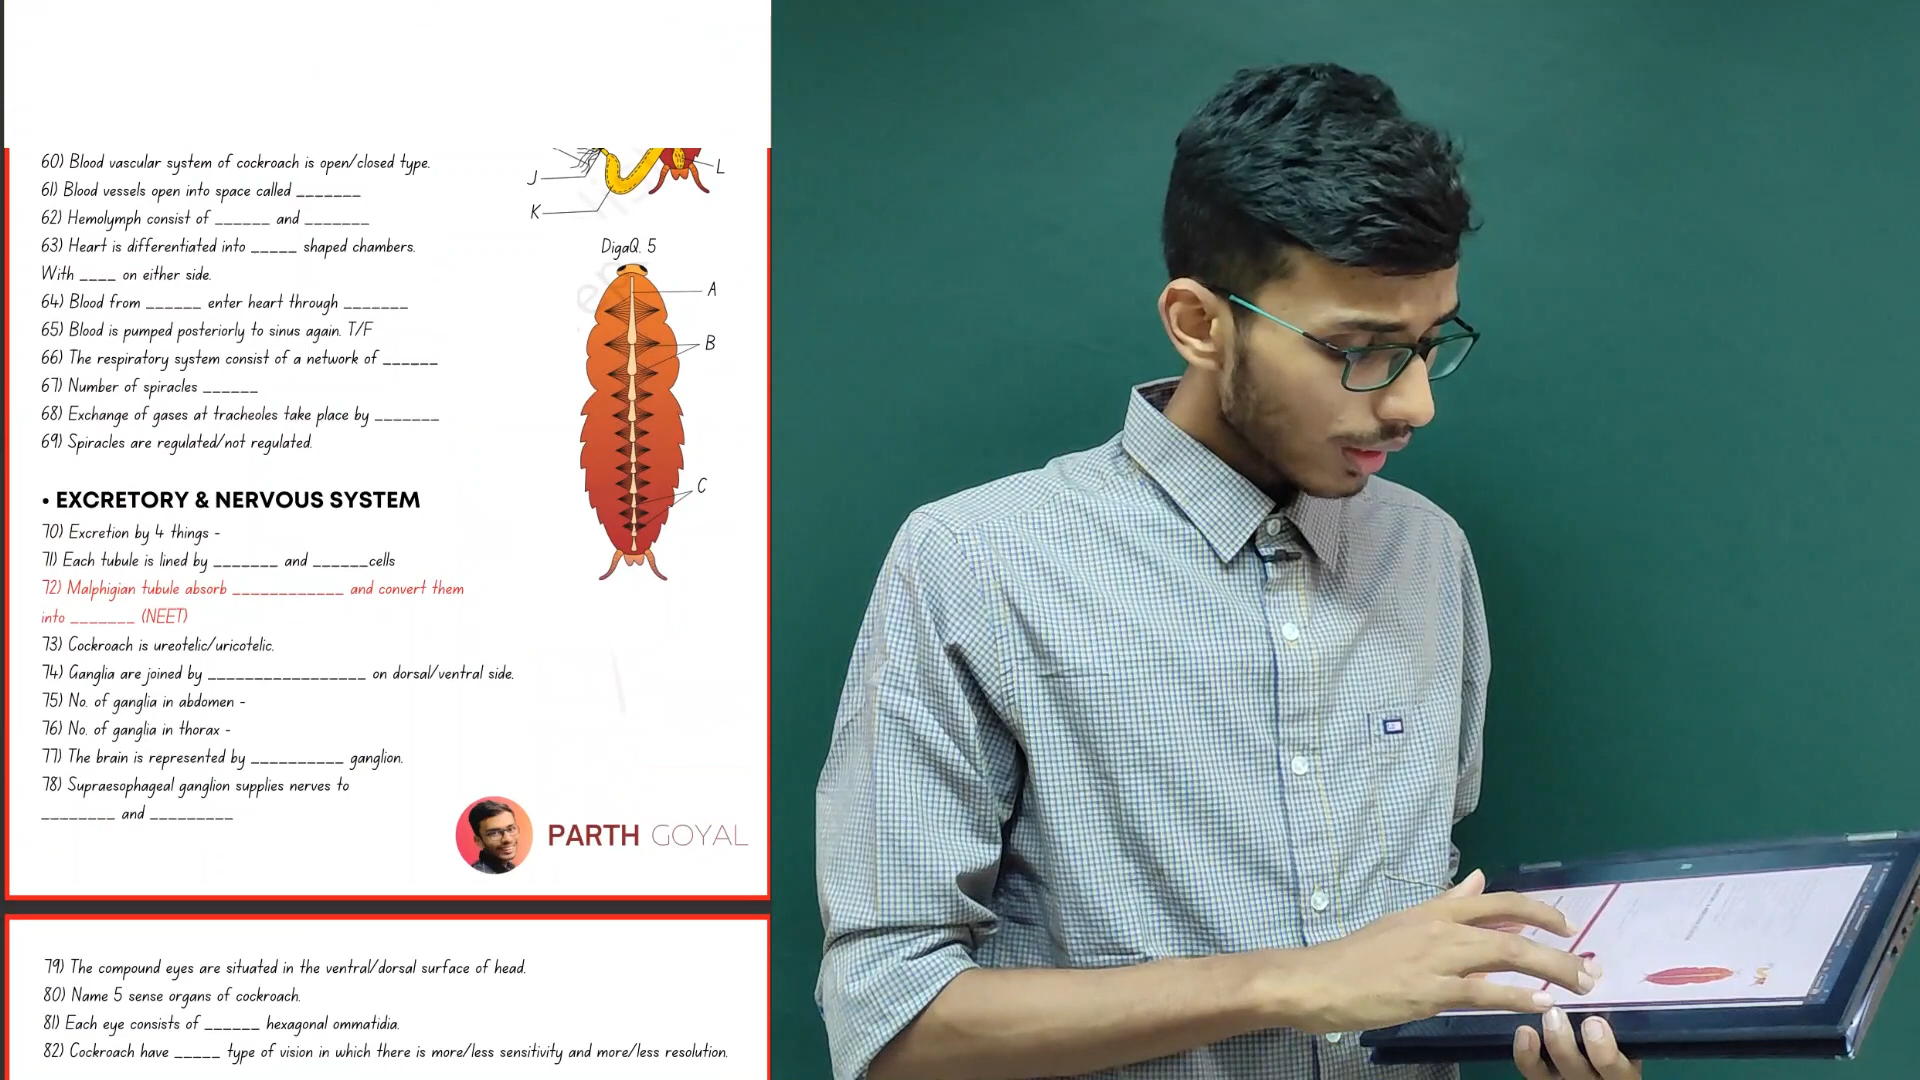 60) Blood vascular system of cockroach is open/closed type.
61) Blood vessels open into space called _______
62) Hemolymph consist of ______ and _______
63) Heart is differentiated into _____ shaped chambers.
With ____ on either side.
64) Blood from ______ enter heart through _______
65) Blood is pumped posteriorly to sinus again. T/F
66) The respiratory system consist of a network of ______
67) Number of spiracles ______
68) Exchange of gases at tracheoles take place by _______
69) Spiracles are regulated/not regulated.
J
L
K
DigaQ. 5
A
B
C
• EXCRETORY & NERVOUS SYSTEM
70) Excretion by 4 things -
71) Each tubule is lined by _______ and ______cells
72) Malphigian tubule absorb ____________ and convert them
into _______ (NEET)
73) Cockroach is ureotelic/uricotelic.
74) Ganglia are joined by _________________ on dorsal/ventral side.
75) No. of ganglia in abdomen -
76) No. of ganglia in thorax -
77) The brain is represented by __________ ganglion.
78) Supraesophageal ganglion supplies nerves to
________ and _________
PARTH GOYAL
79) The compound eyes are situated in the ventral/dorsal surface of head.
80) Name 5 sense organs of cockroach.
81) Each eye consists of ______ hexagonal ommatidia.
82) Cockroach have _____ type of vision in which there is more/less sensitivity and more/less resolution.